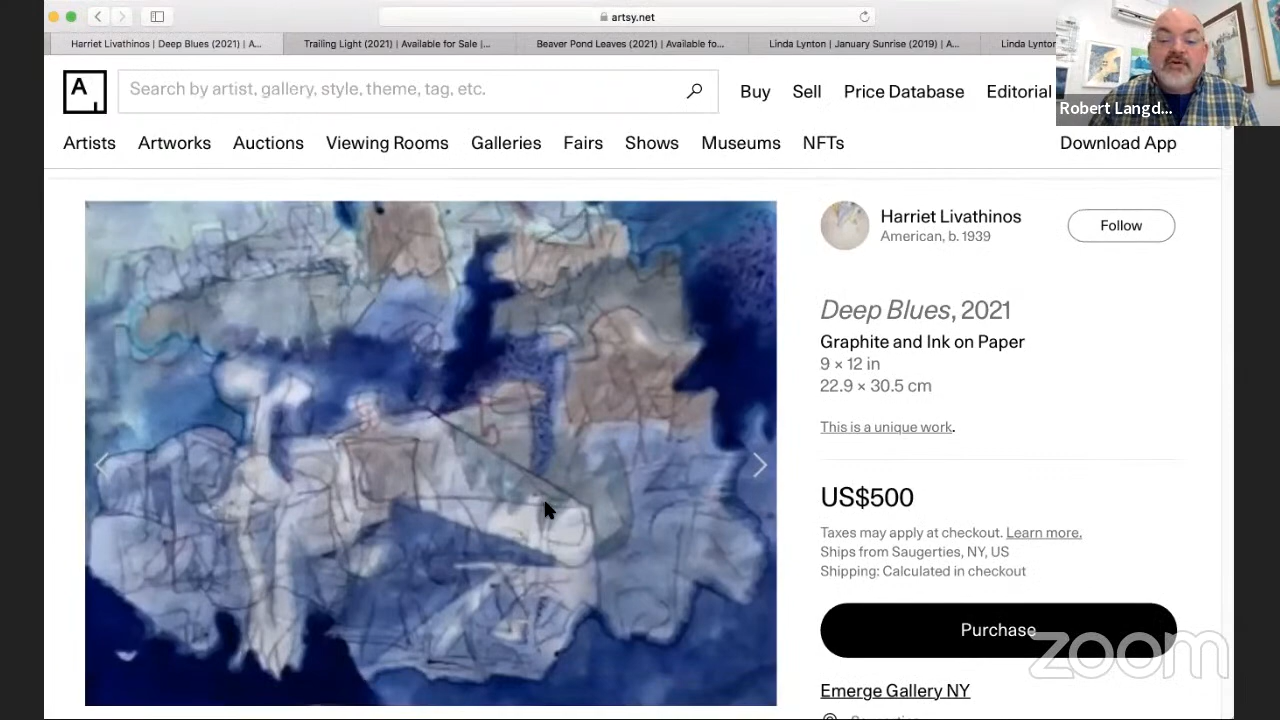 artsy.net
Harriet Livathinos | Deep Blues (2021) | A...
Trailing Light (2021) | Available for Sale |...
Beaver Pond Leaves (2021) | Available fo...
Linda Lynton | January Sunrise (2019) | A...
Linda Lynton
A
Search by artist, gallery, style, theme, tag, etc.
Buy
Sell
Price Database
Editorial
Robert Langd...
Artists
Artworks
Auctions
Viewing Rooms
Galleries
Fairs
Shows
Museums
NFTs
Download App
Harriet Livathinos
American, b. 1939
Follow
Deep Blues, 2021
Graphite and Ink on Paper
9 × 12 in
22.9 × 30.5 cm
This is a unique work.
US$500
Taxes may apply at checkout. Learn more.
Ships from Saugerties, NY, US
Shipping: Calculated in checkout
Purchase
zoom
Emerge Gallery NY